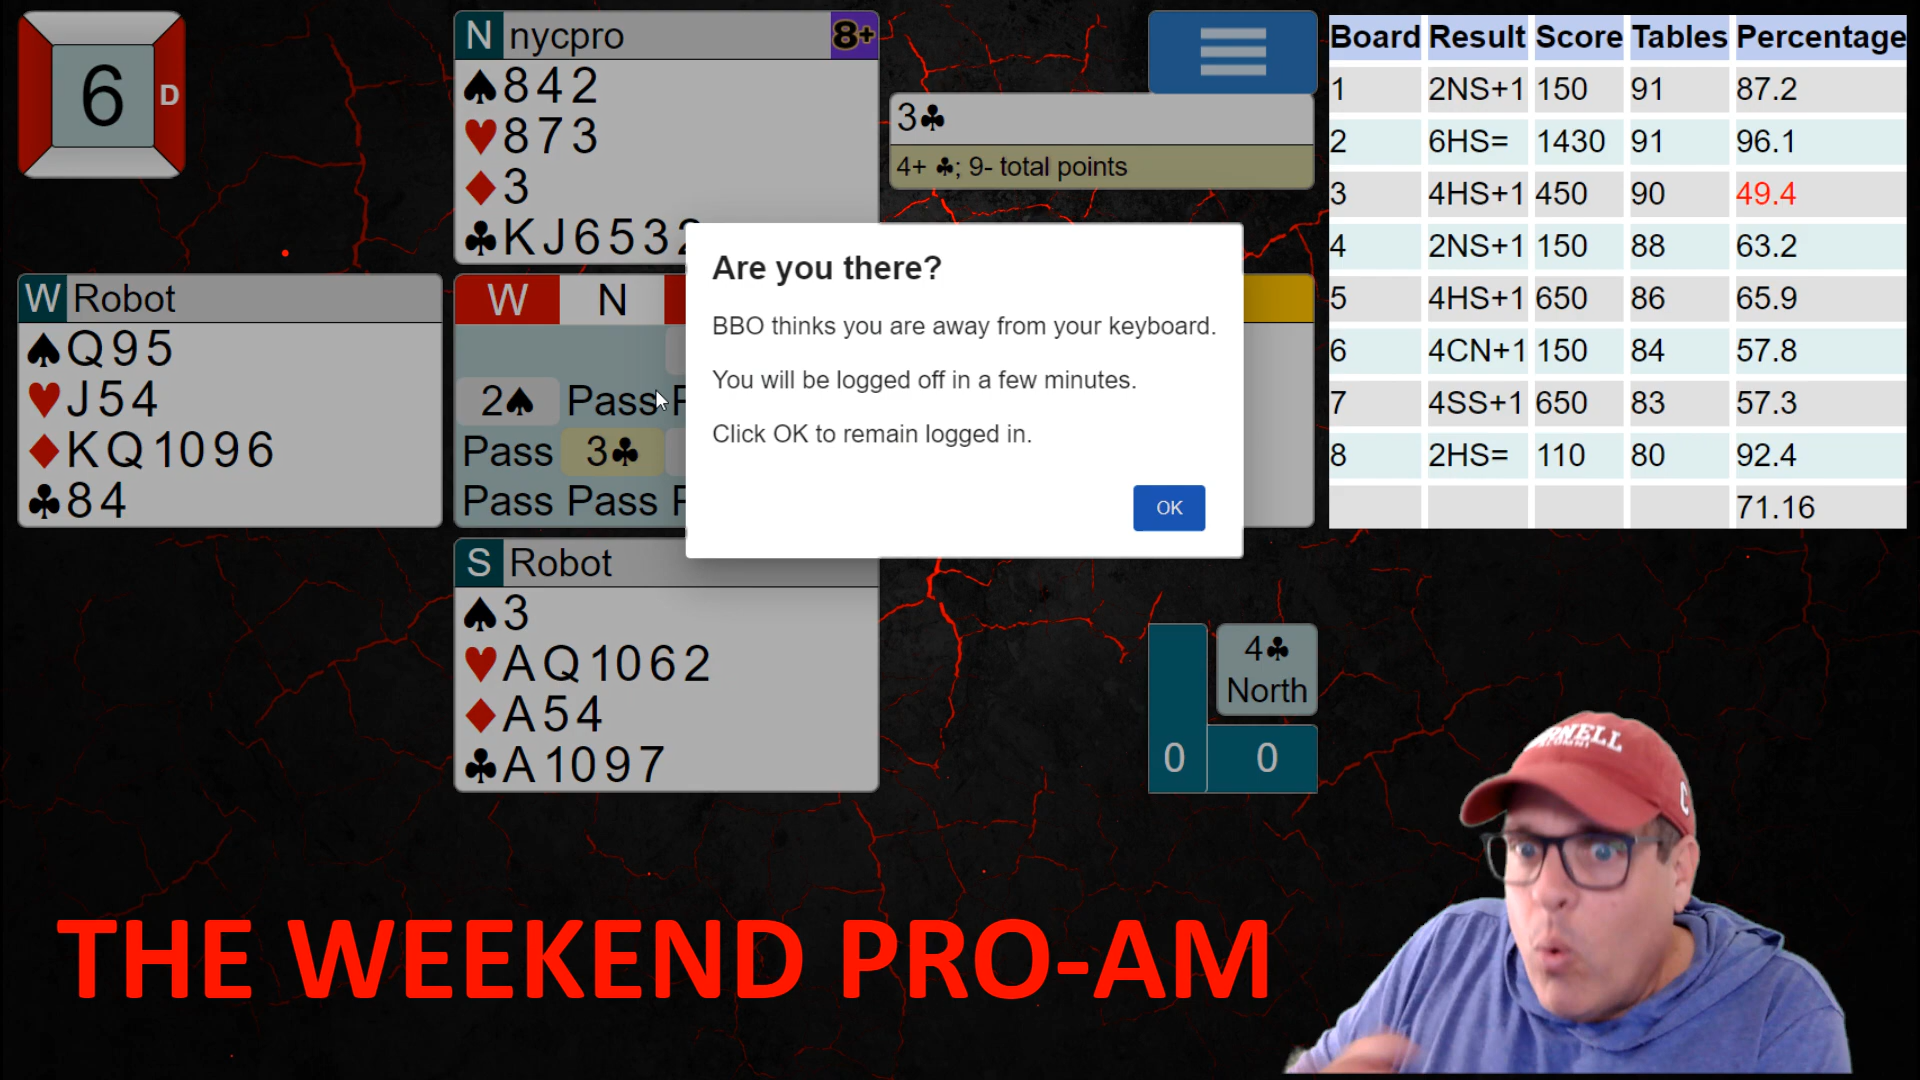 6 D
N nycpro 8+
♠842
♥873
♦3
♣KJ6532
3♣
4+ ♣; 9- total points
Board Result Score Tables Percentage
1 2NS+1 150 91 87.2
2 6HS= 1430 91 96.1
3 4HS+1 450 90 49.4
4 2NS+1 150 88 63.2
5 4HS+1 650 86 65.9
6 4CN+1 150 84 57.8
7 4SS+1 650 83 57.3
8 2HS= 110 80 92.4
71.16
W Robot
♠Q95
♥J54
♦KQ1096
♣84
W N
2♠ Pass
Pass 3♣
Pass Pass
Are you there?
BBO thinks you are away from your keyboard.
You will be logged off in a few minutes.
Click OK to remain logged in.
OK
S Robot
♠3
♥AQ1062
♦A54
♣A1097
4♣
North
0 0
THE WEEKEND PRO-AM
C